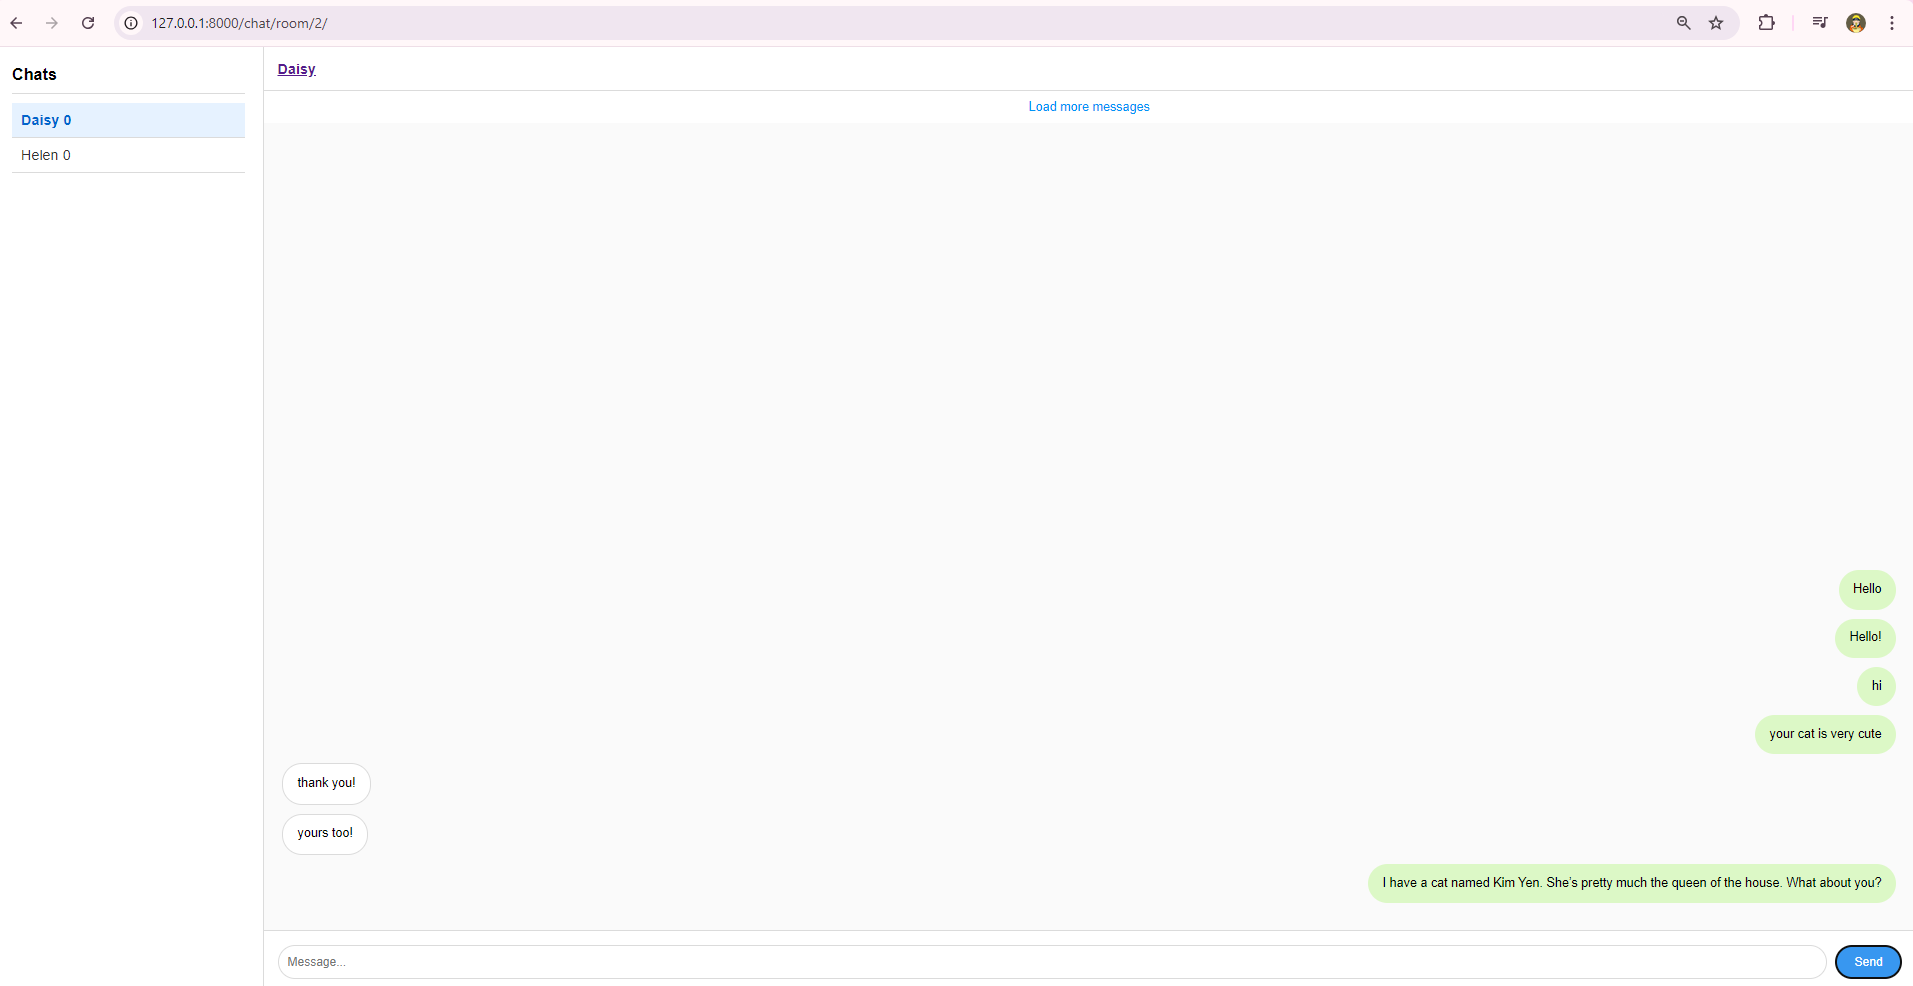 127.0.0.1:8000/chat/room/2/
Chats
Daisy 0
Helen 0
Daisy
Load more messages
Hello
Hello!
hi
your cat is very cute
thank you!
yours too!
I have a cat named Kim Yen. She's pretty much the queen of the house. What about you?
Message...
Send